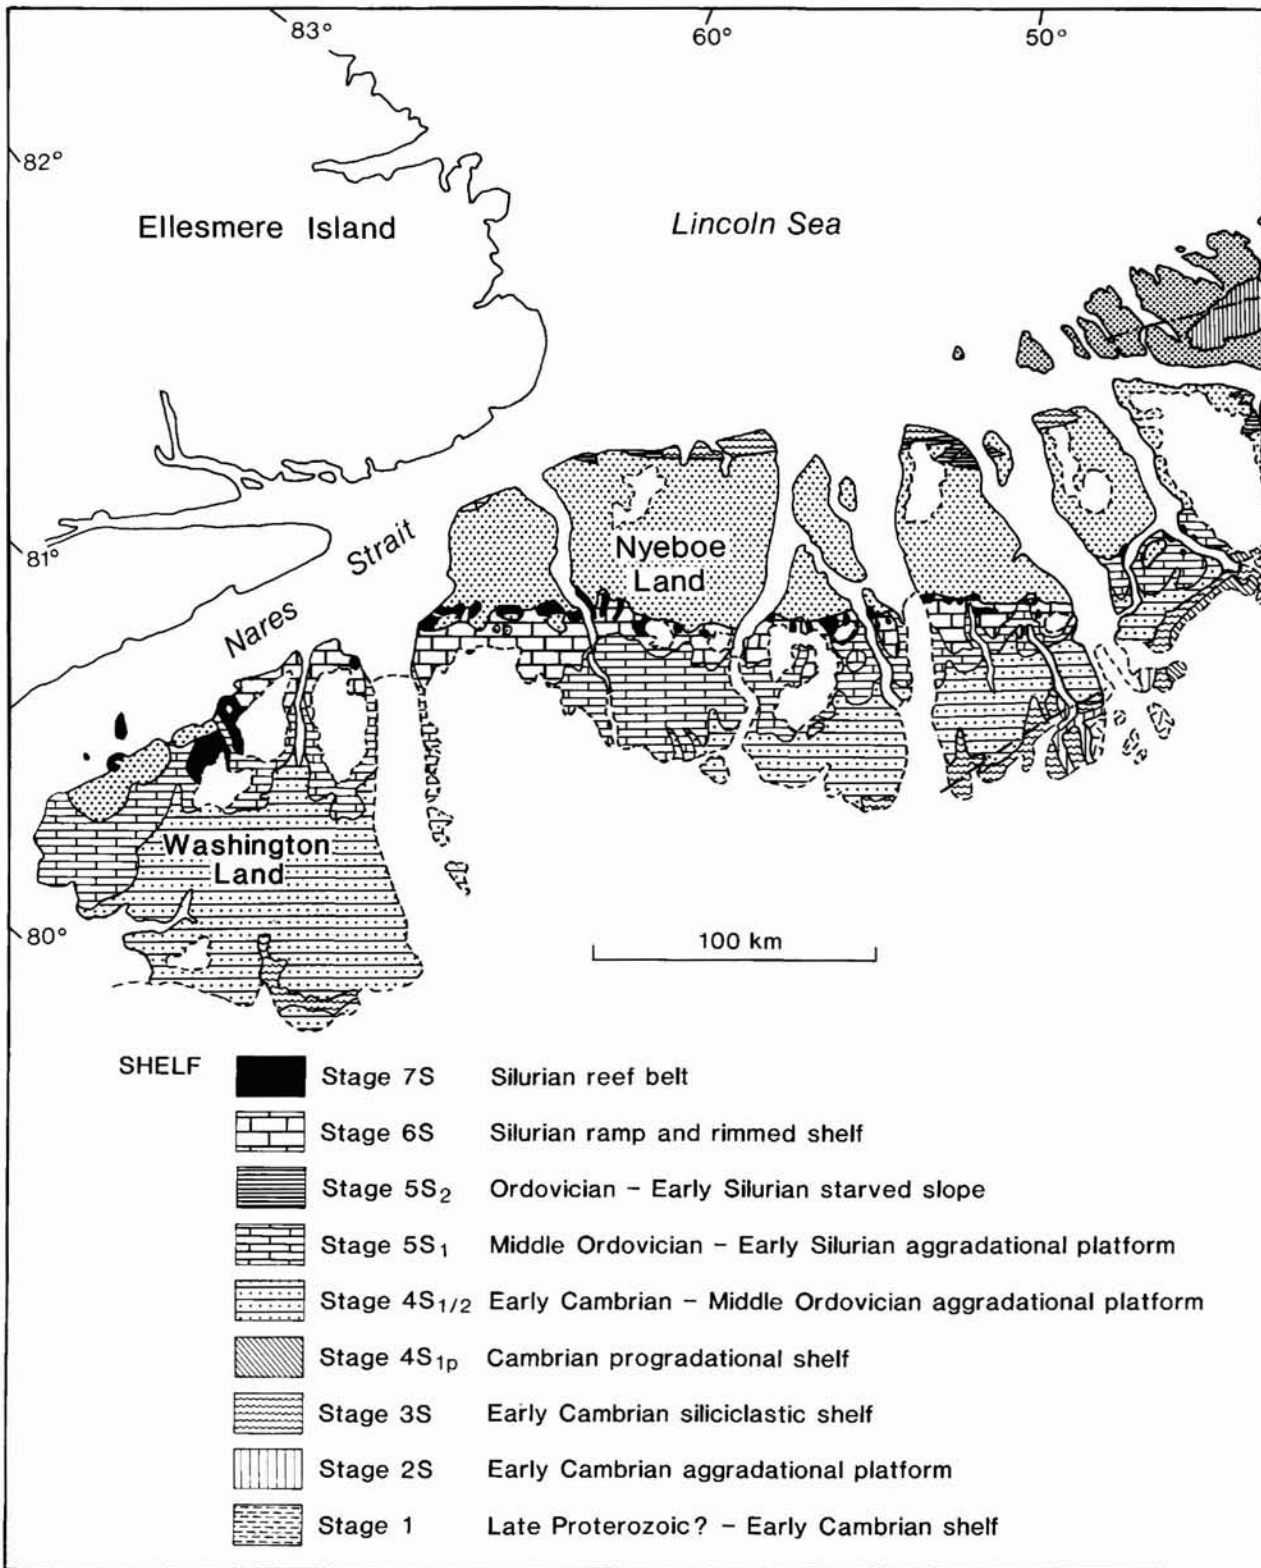 83°
60°
50°
82°
Ellesmere Island
Lincoln Sea
81°
Nares Strait
Nyeboe
Land
Washington
Land
80°
100 km
SHELF
Stage 7S Silurian reef belt
Stage 6S Silurian ramp and rimmed shelf
Stage 5S₂ Ordovician – Early Silurian starved slope
Stage 5S₁ Middle Ordovician – Early Silurian aggradational platform
Stage 4S₁/₂ Early Cambrian – Middle Ordovician aggradational platform
Stage 4S₁ₚ Cambrian progradational shelf
Stage 3S Early Cambrian siliciclastic shelf
Stage 2S Early Cambrian aggradational platform
Stage 1 Late Proterozoic? – Early Cambrian shelf